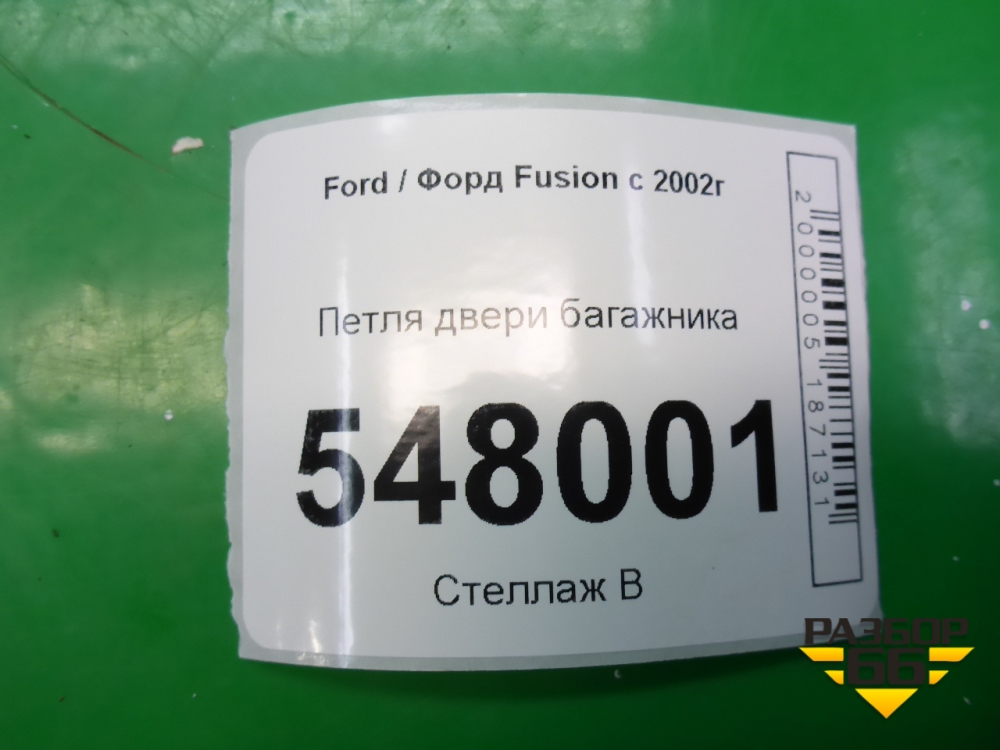 Ford / Форд Fusion с 2002г
Петля двери багажника
548001
Стеллаж В
2000005187131
РАЗБОР
66